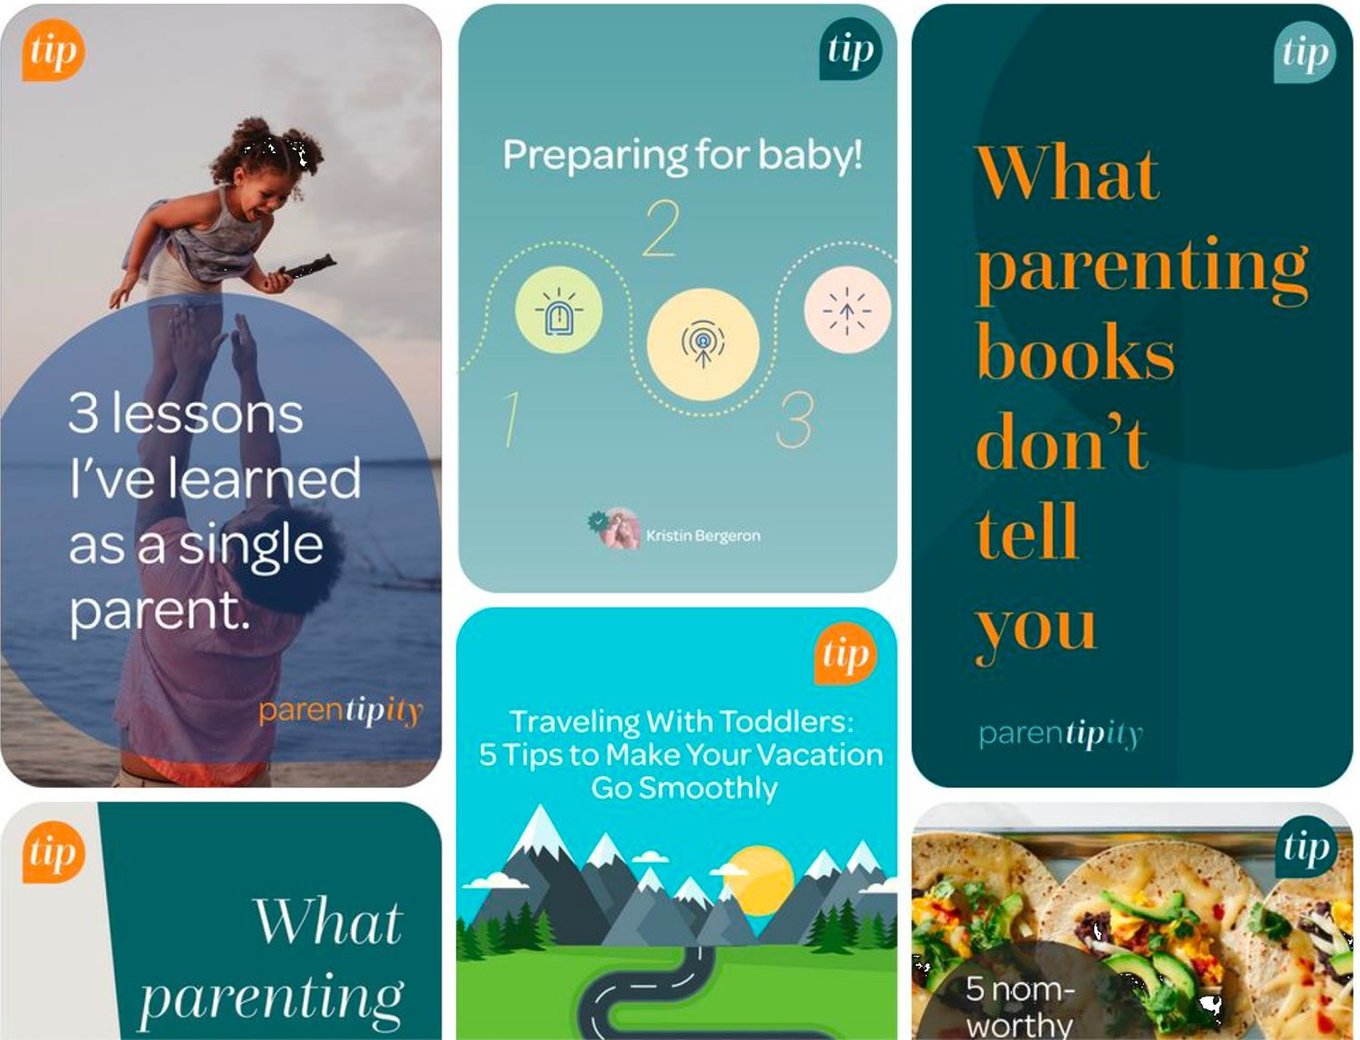 tip
3 lessons
I've learned
as a single
parent.
parentipity
tip
Preparing for baby!
2
1
3
Kristin Bergeron
tip
What
parenting
books
don't
tell
you
parentipity
tip
Traveling With Toddlers:
5 Tips to Make Your Vacation
Go Smoothly
tip
What
parenting
tip
5 nom-
worthy